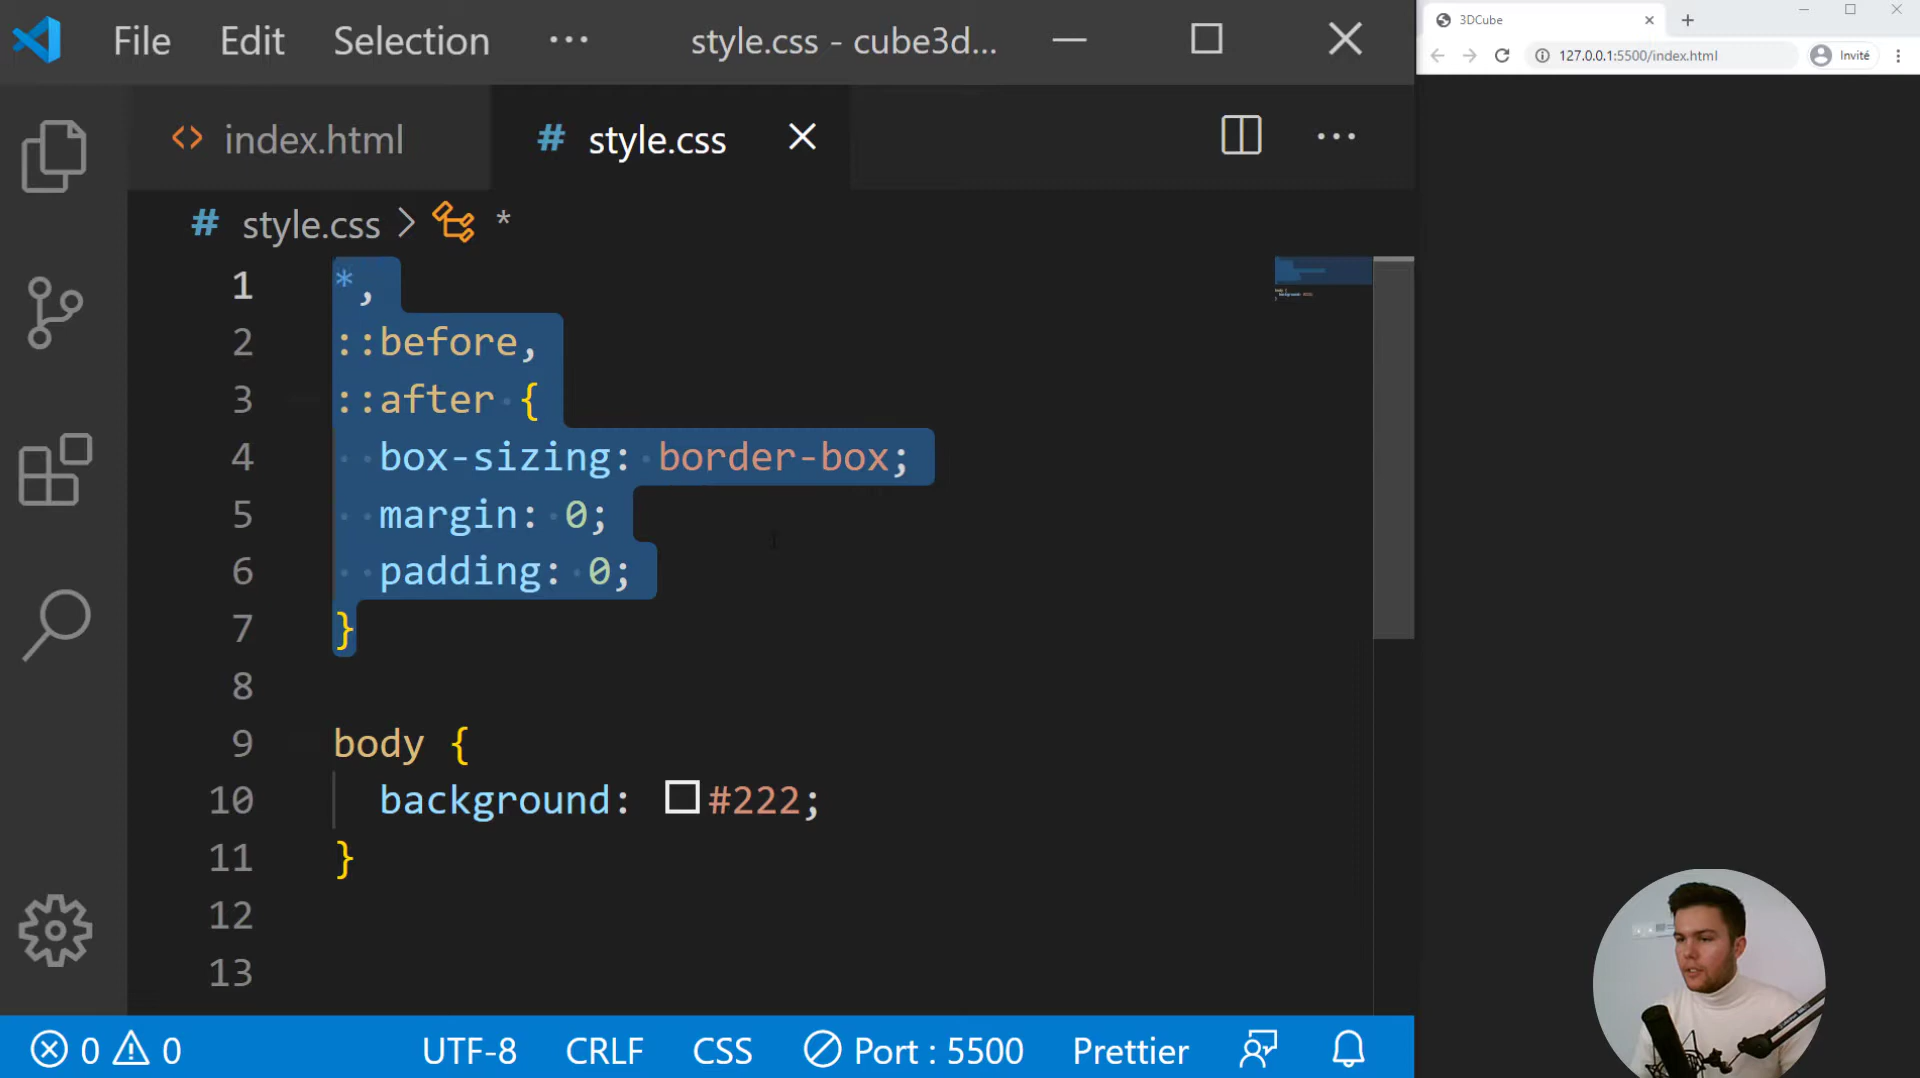 File Edit Selection ··· style.css - cube3d...
3DCube
127.0.0.1:5500/index.html Invité
<> index.html # style.css
# style.css > *
1 *,
2 ::before,
3 ::after {
4 box-sizing: border-box;
5 margin: 0;
6 padding: 0;
7 }
8
9 body {
10 background: #222;
11 }
12
13
0 0 UTF-8 CRLF CSS Port : 5500 Prettier